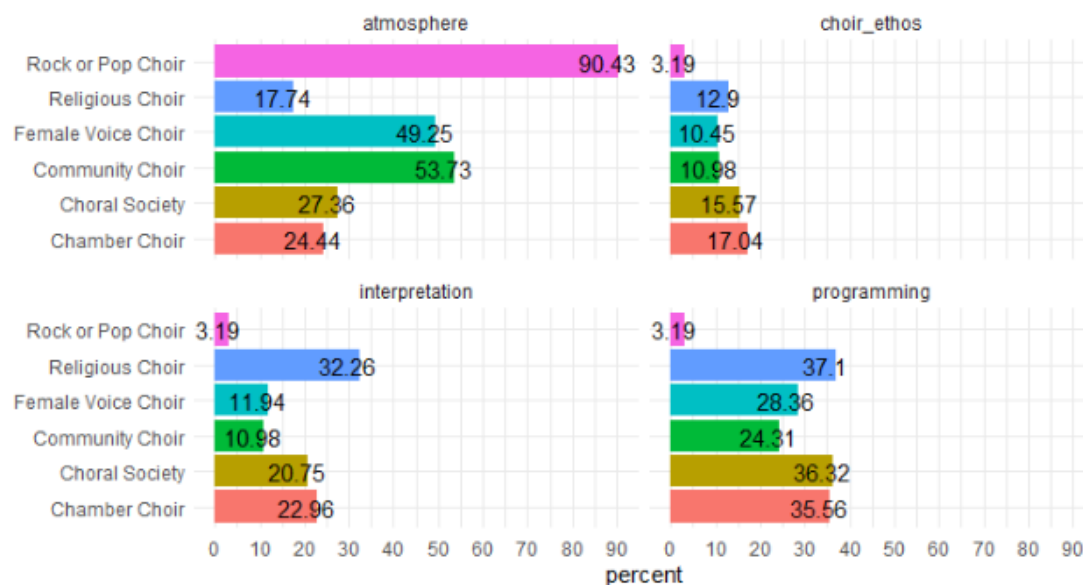 atmosphere choir_ethos
Rock or Pop Choir 90.43 3.19
Religious Choir 17.74 12.9
Female Voice Choir 49.25 10.45
Community Choir 53.73 10.98
Choral Society 27.36 15.57
Chamber Choir 24.44 17.04
interpretation programming
Rock or Pop Choir 3.19 3.19
Religious Choir 32.26 37.1
Female Voice Choir 11.94 28.36
Community Choir 10.98 24.31
Choral Society 20.75 36.32
Chamber Choir 22.96 35.56
0 10 20 30 40 50 60 70 80 90 0 10 20 30 40 50 60 70 80 90
percent